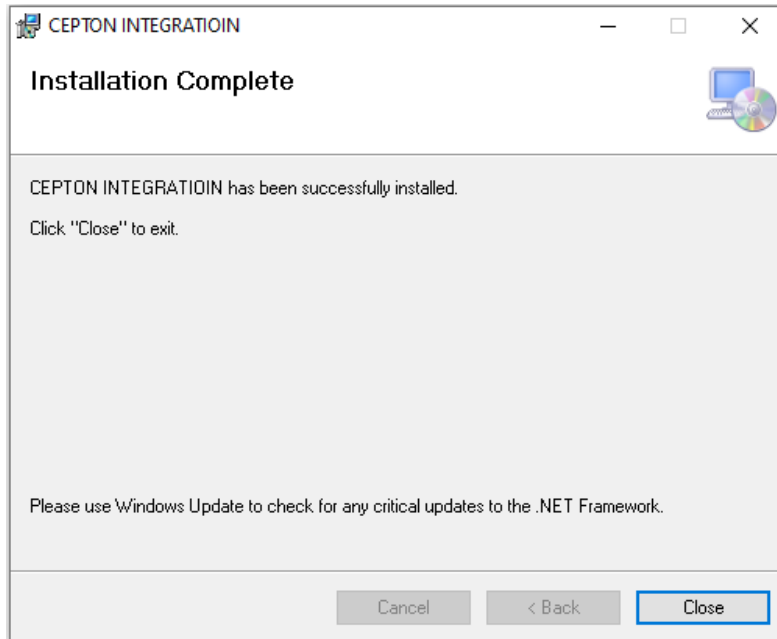 CEPTON INTEGRATIOIN
Installation Complete
CEPTON INTEGRATIOIN has been successfully installed.
Click "Close" to exit.
Please use Windows Update to check for any critical updates to the .NET Framework.
Cancel
< Back
Close